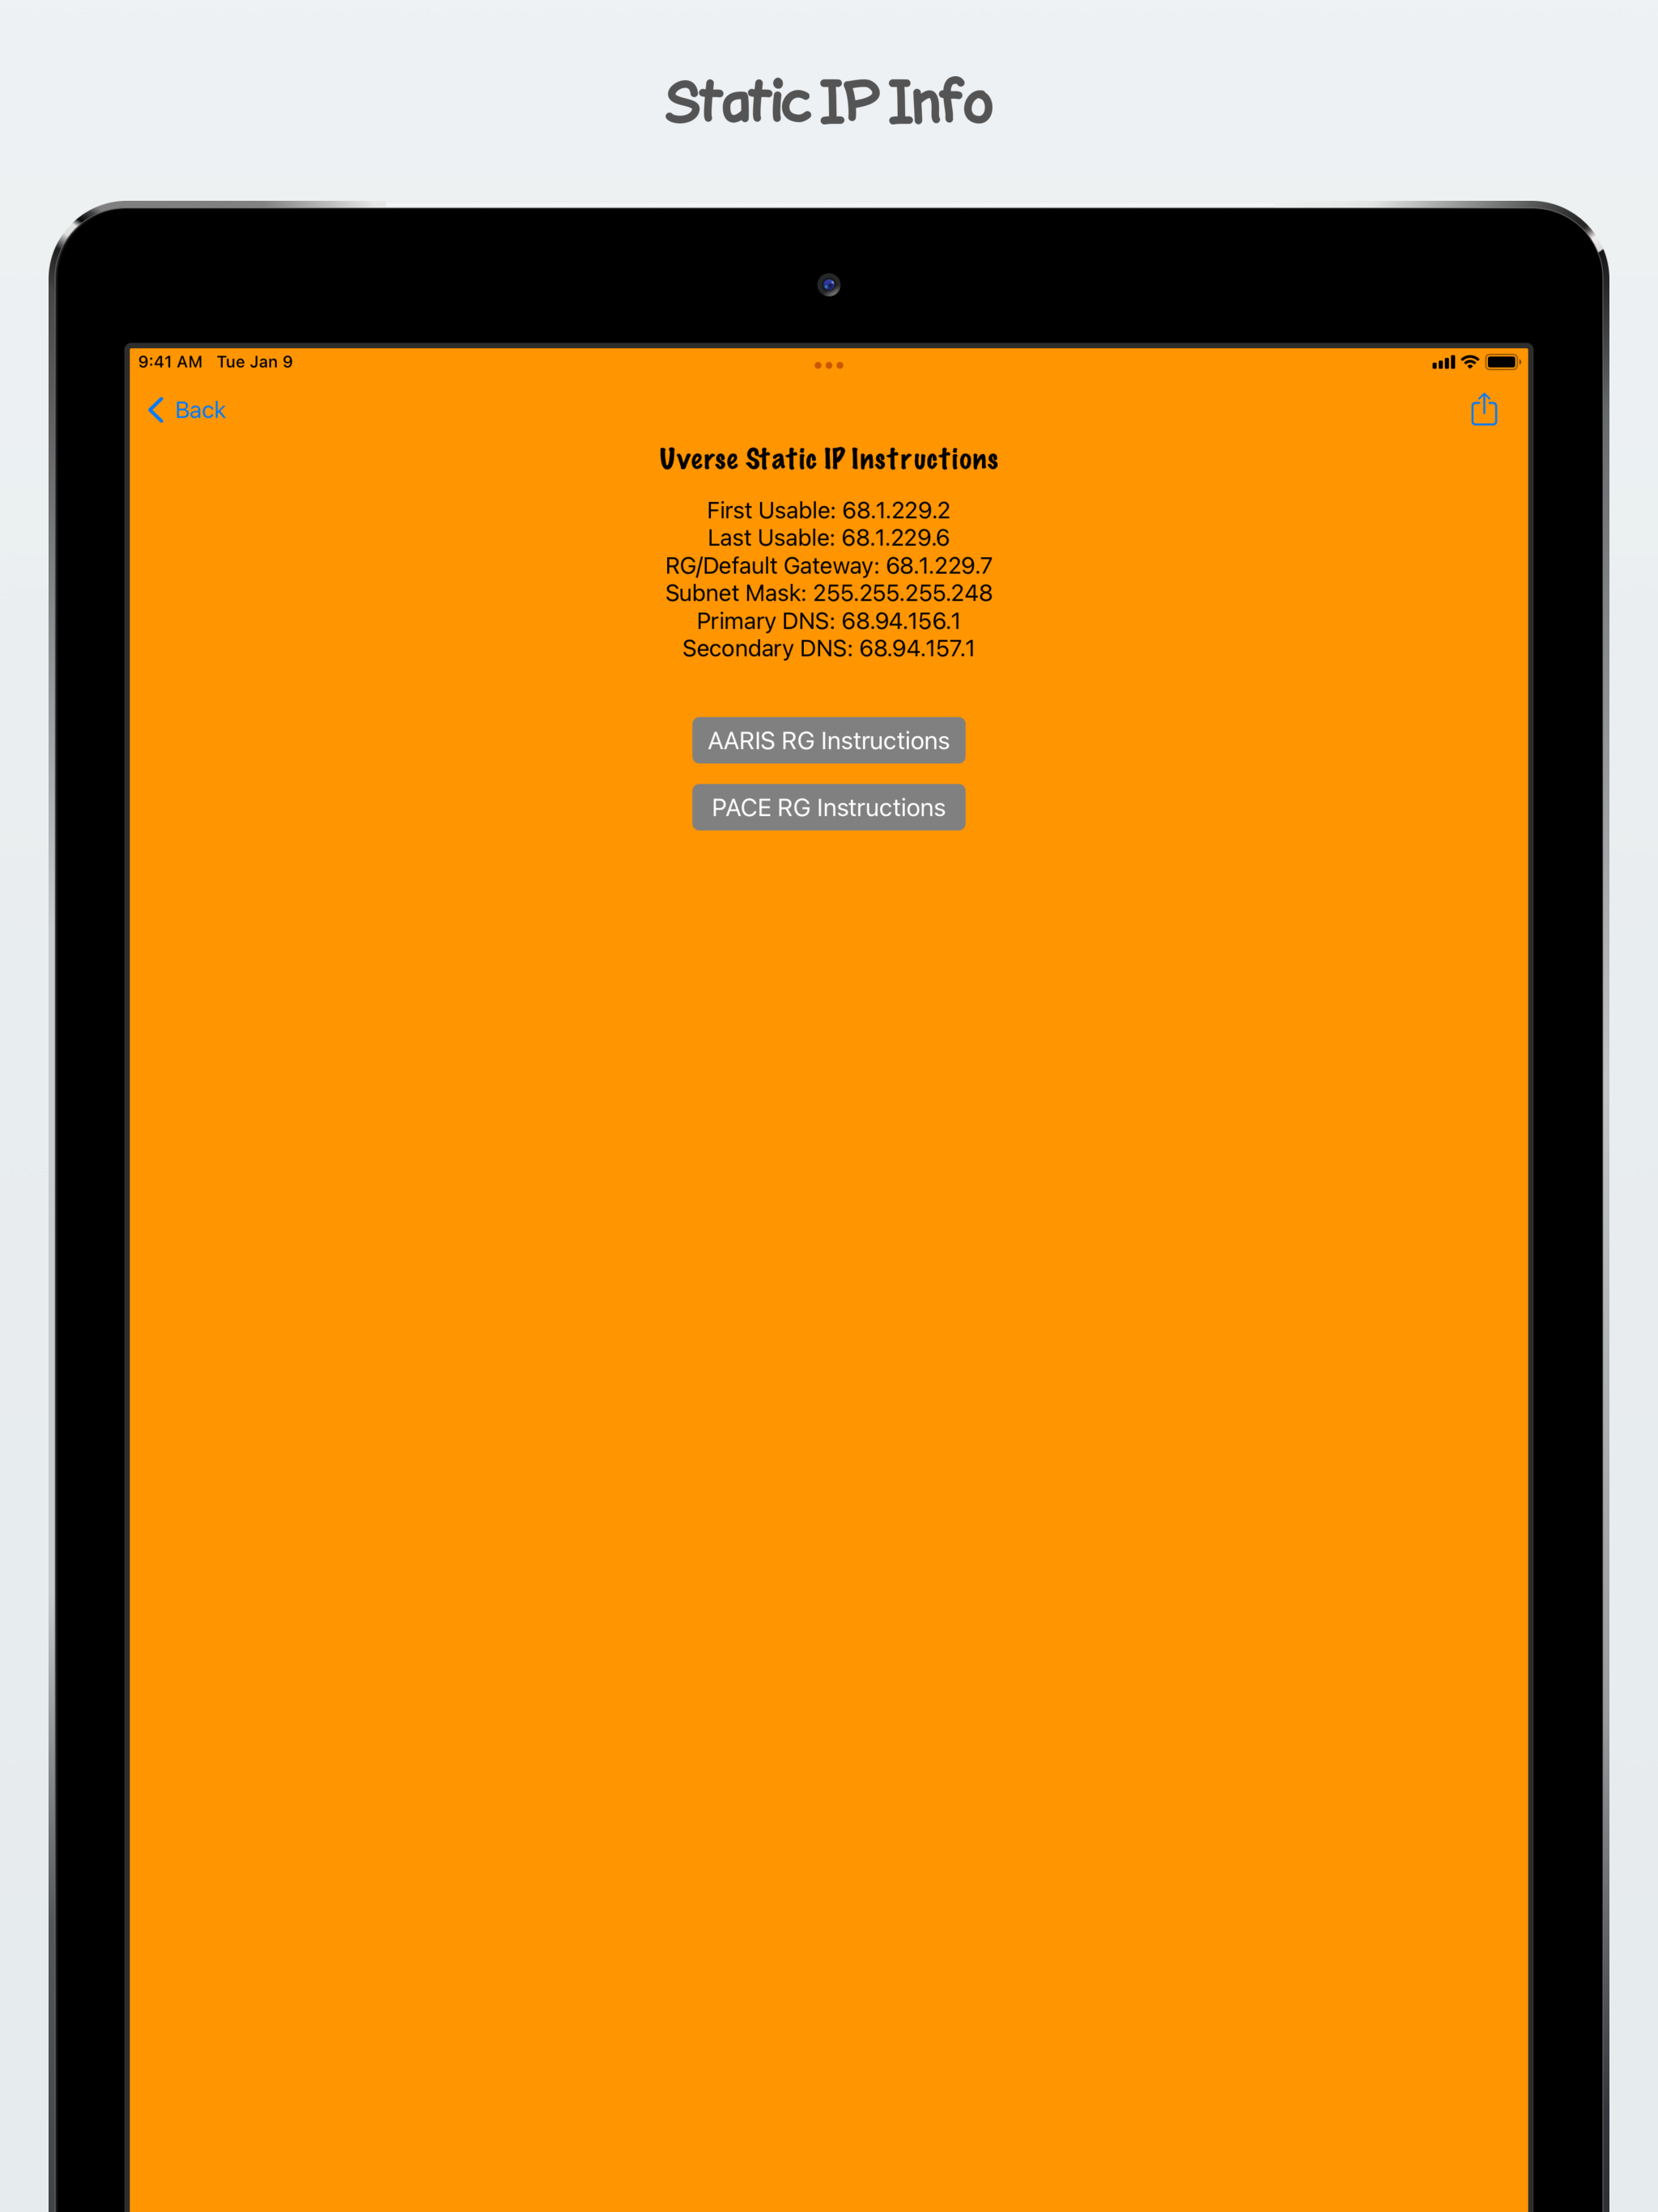 Static IP Info
9:41 AM Tue Jan 9
Back
Uverse Static IP Instructions
First Usable: 68.1.229.2
Last Usable: 68.1.229.6
RG/Default Gateway: 68.1.229.7
Subnet Mask: 255.255.255.248
Primary DNS: 68.94.156.1
Secondary DNS: 68.94.157.1
AARIS RG Instructions
PACE RG Instructions